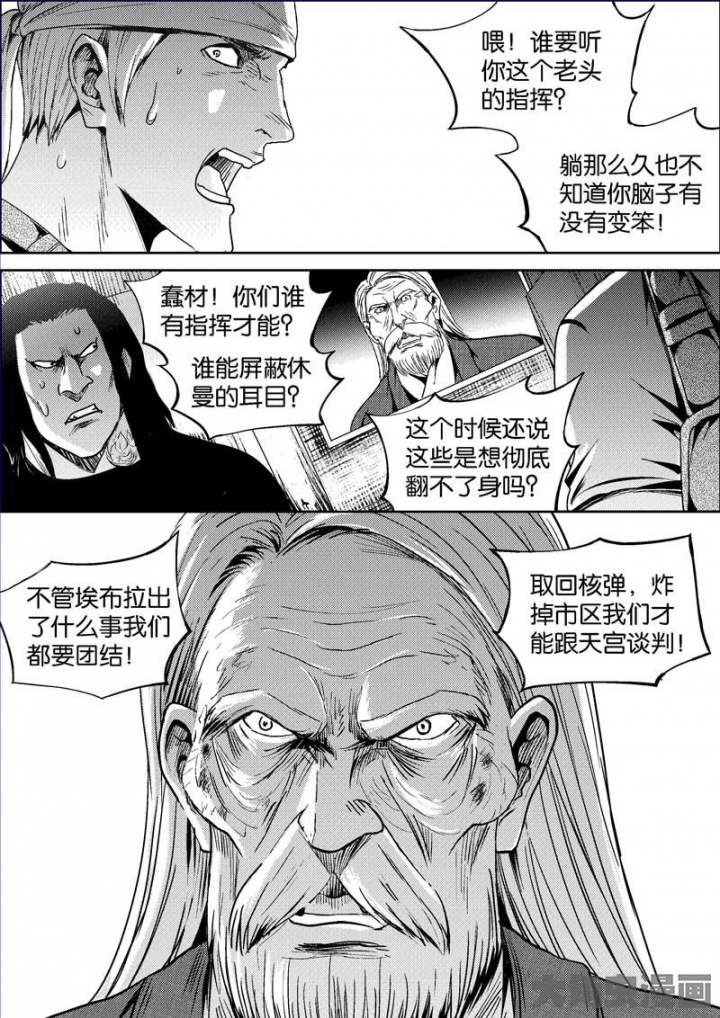 喂！谁要听
你这个老头
的指挥？
躺那么久也不
知道你脑子有
没有变笨！
蠢材！你们谁
有指挥才能？
谁能屏蔽休
曼的耳目？
这个时候还说
这些是想彻底
翻不了身吗？
不管埃布拉出
了什么事我们
都要团结！
取回核弹，炸
掉市区我们才
能跟天宫谈判！